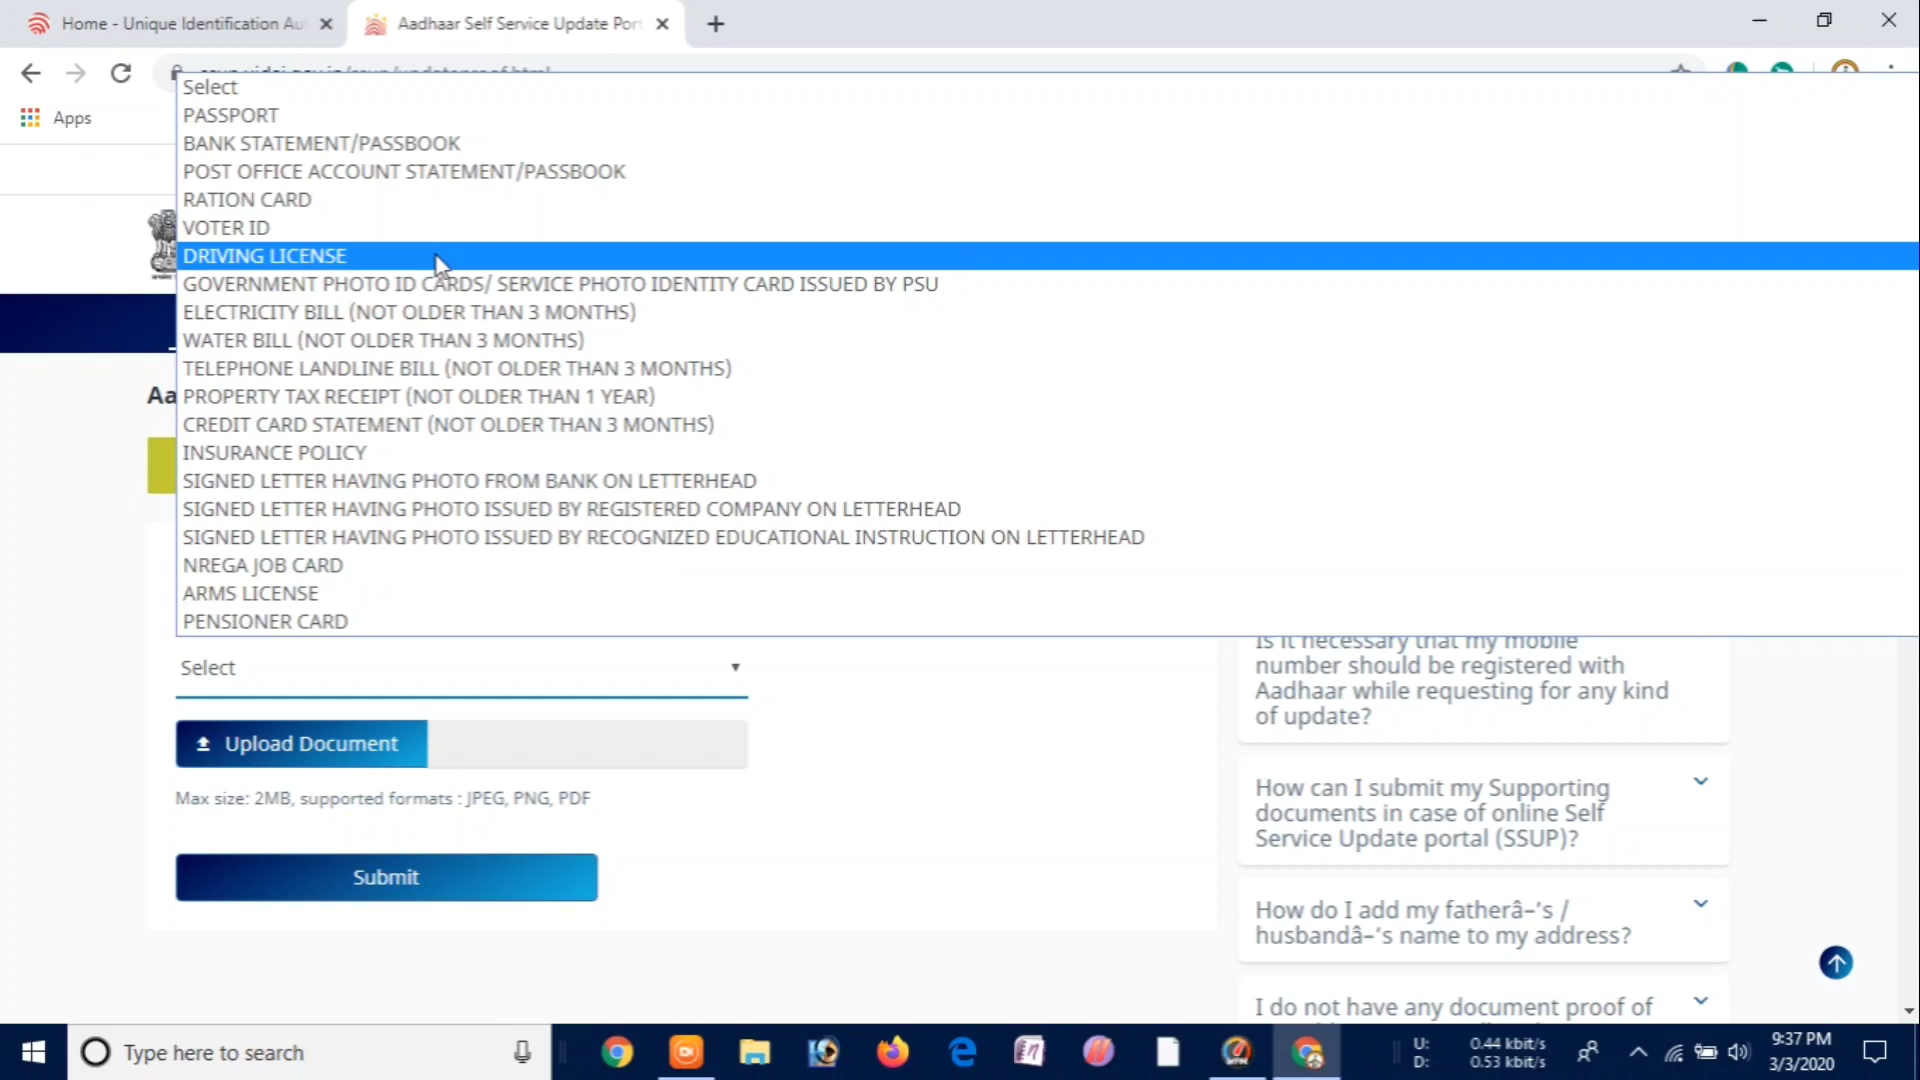 Home - Unique Identification Au
Aadhaar Self Service Update Port
Apps
Select
PASSPORT
BANK STATEMENT/PASSBOOK
POST OFFICE ACCOUNT STATEMENT/PASSBOOK
RATION CARD
VOTER ID
DRIVING LICENSE
GOVERNMENT PHOTO ID CARDS/ SERVICE PHOTO IDENTITY CARD ISSUED BY PSU
ELECTRICITY BILL (NOT OLDER THAN 3 MONTHS)
WATER BILL (NOT OLDER THAN 3 MONTHS)
TELEPHONE LANDLINE BILL (NOT OLDER THAN 3 MONTHS)
Aa
PROPERTY TAX RECEIPT (NOT OLDER THAN 1 YEAR)
CREDIT CARD STATEMENT (NOT OLDER THAN 3 MONTHS)
INSURANCE POLICY
SIGNED LETTER HAVING PHOTO FROM BANK ON LETTERHEAD
SIGNED LETTER HAVING PHOTO ISSUED BY REGISTERED COMPANY ON LETTERHEAD
SIGNED LETTER HAVING PHOTO ISSUED BY RECOGNIZED EDUCATIONAL INSTRUCTION ON LETTERHEAD
NREGA JOB CARD
ARMS LICENSE
PENSIONER CARD
Select
Upload Document
Max size: 2MB, supported formats : JPEG, PNG, PDF
Submit
Is it necessary that my mobile
number should be registered with
Aadhaar while requesting for any kind
of update?
How can I submit my Supporting
documents in case of online Self
Service Update portal (SSUP)?
How do I add my fatherâ–'s /
husbandâ–'s name to my address?
I do not have any document proof of
Type here to search
U: 0.44 kbit/s
D: 0.53 kbit/s
9:37 PM
3/3/2020